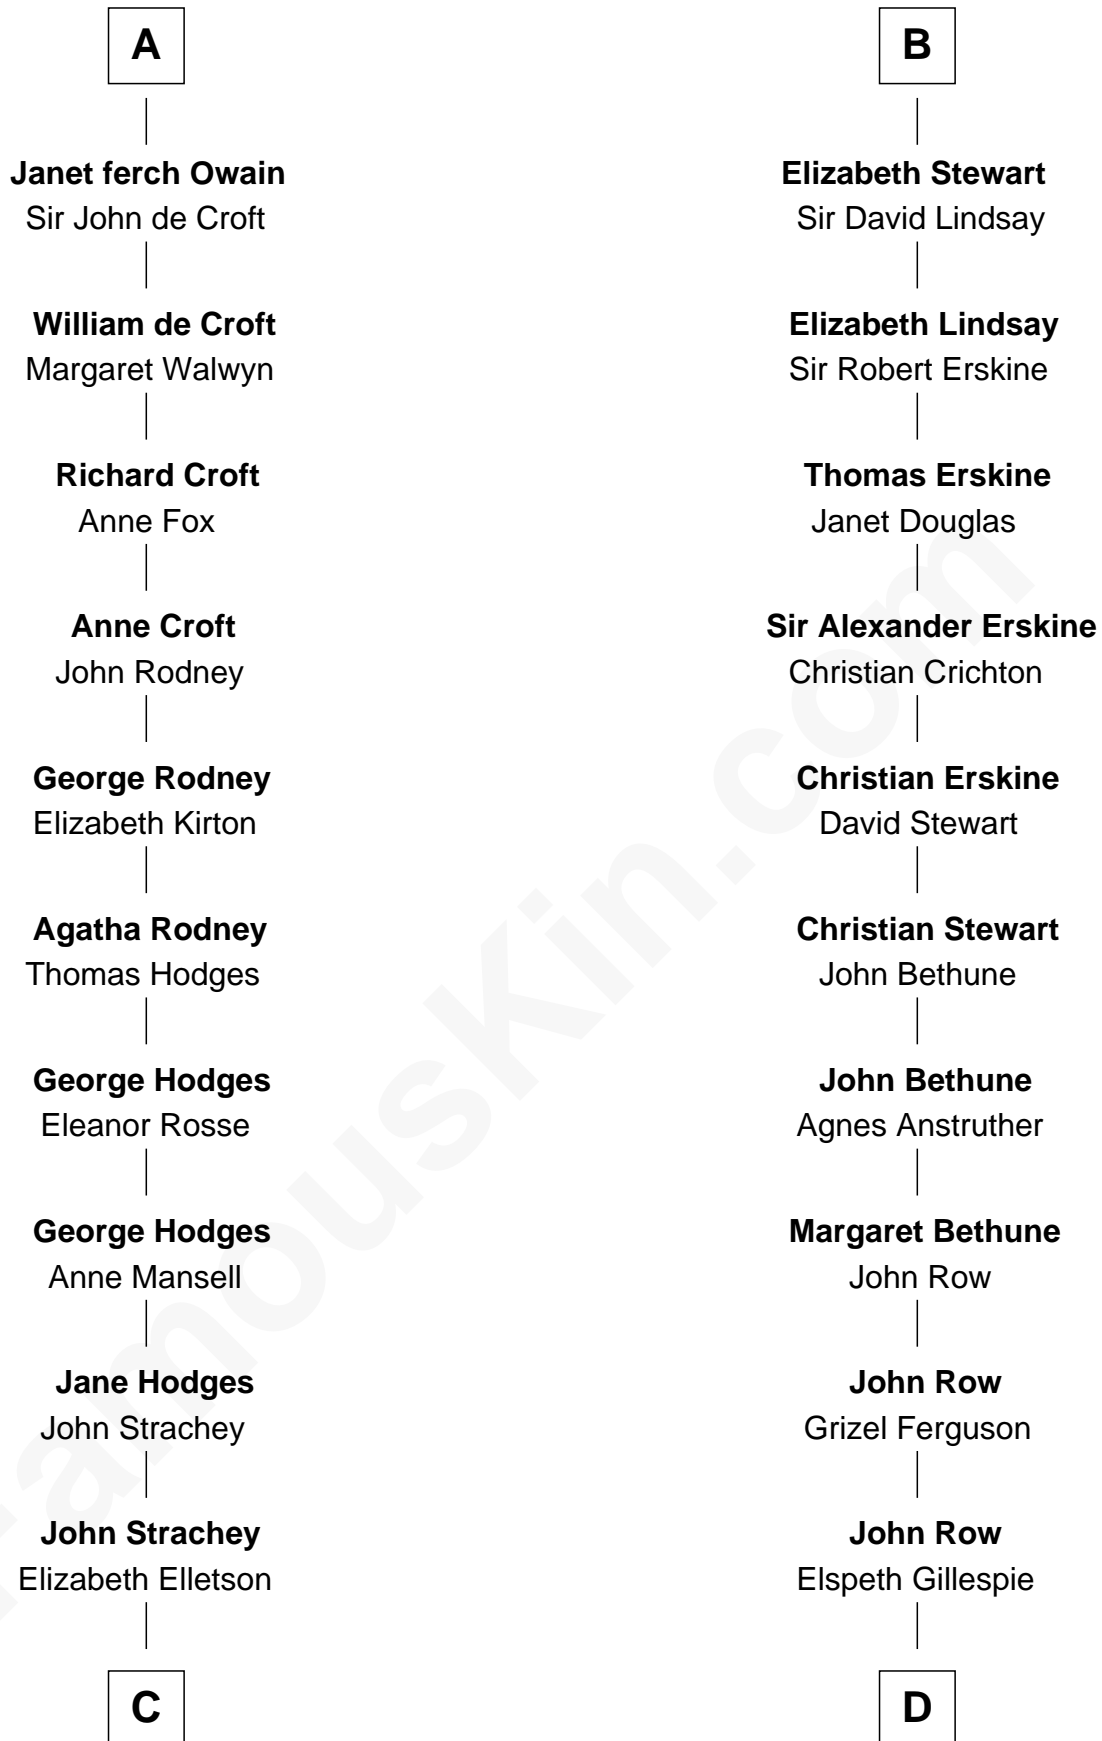 A
Janet ferch Owain
Sir John de Croft
William de Croft
Margaret Walwyn
Richard Croft
Anne Fox
Anne Croft
John Rodney
George Rodney
Elizabeth Kirton
Agatha Rodney
Thomas Hodges
George Hodges
Eleanor Rosse
George Hodges
Anne Mansell
Jane Hodges
John Strachey
John Strachey
Elizabeth Elletson
C
B
Elizabeth Stewart
Sir David Lindsay
Elizabeth Lindsay
Sir Robert Erskine
Thomas Erskine
Janet Douglas
Sir Alexander Erskine
Christian Crichton
Christian Erskine
David Stewart
Christian Stewart
John Bethune
John Bethune
Agnes Anstruther
Margaret Bethune
John Row
John Row
Grizel Ferguson
John Row
Elspeth Gillespie
D
FamousKin.com